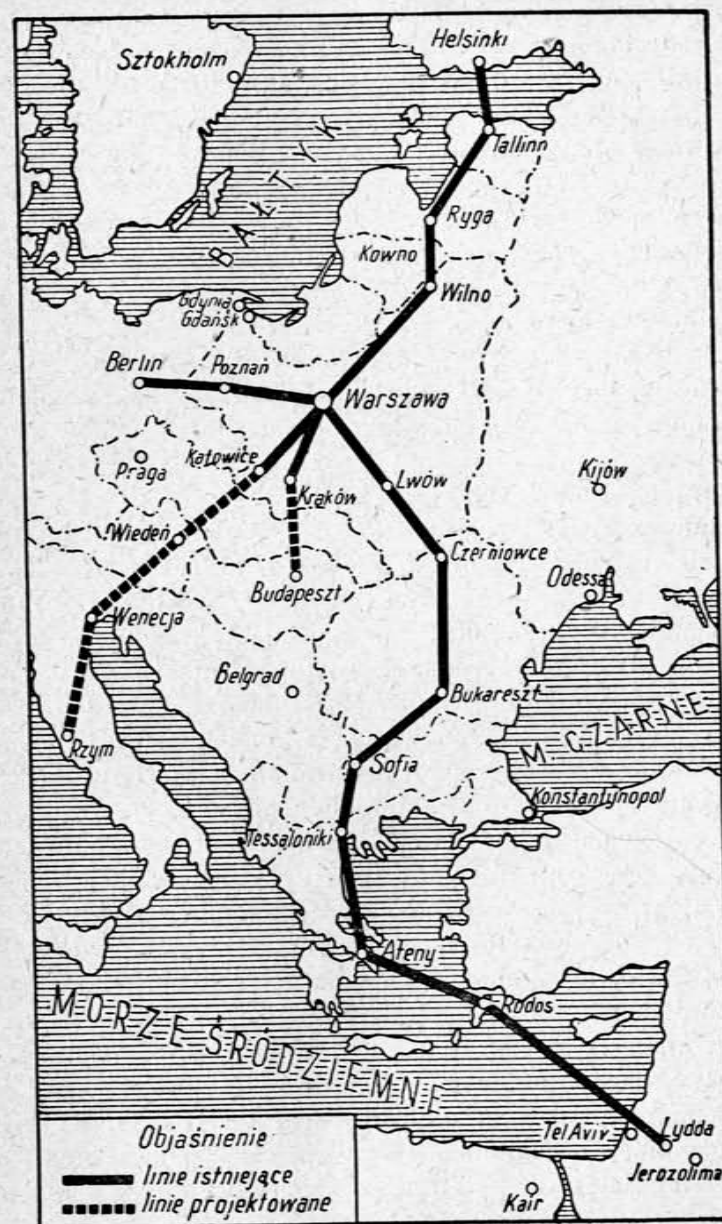 Helsinki
Sztokholm
Tallinn
BAŁTYK
Ryga
Kowno
Wilno
Gdynia
Gdańsk
Berlin
Poznań
Warszawa
Katowice
Praga
Kraków
Lwów
Kijów
Wiedeń
Czerniowce
Budapeszt
Odessa
Wenecja
Belgrad
Bukareszt
Rzym
M. CZARNE
Sofia
Konstantynopol
Tessaloniki
Ateny
Rodos
MORZE ŚRÓDZIEMNE
Tel Aviv
Lydda
Jerozolima
Kair
Objaśnienie
linie istniejące
linie projektowane